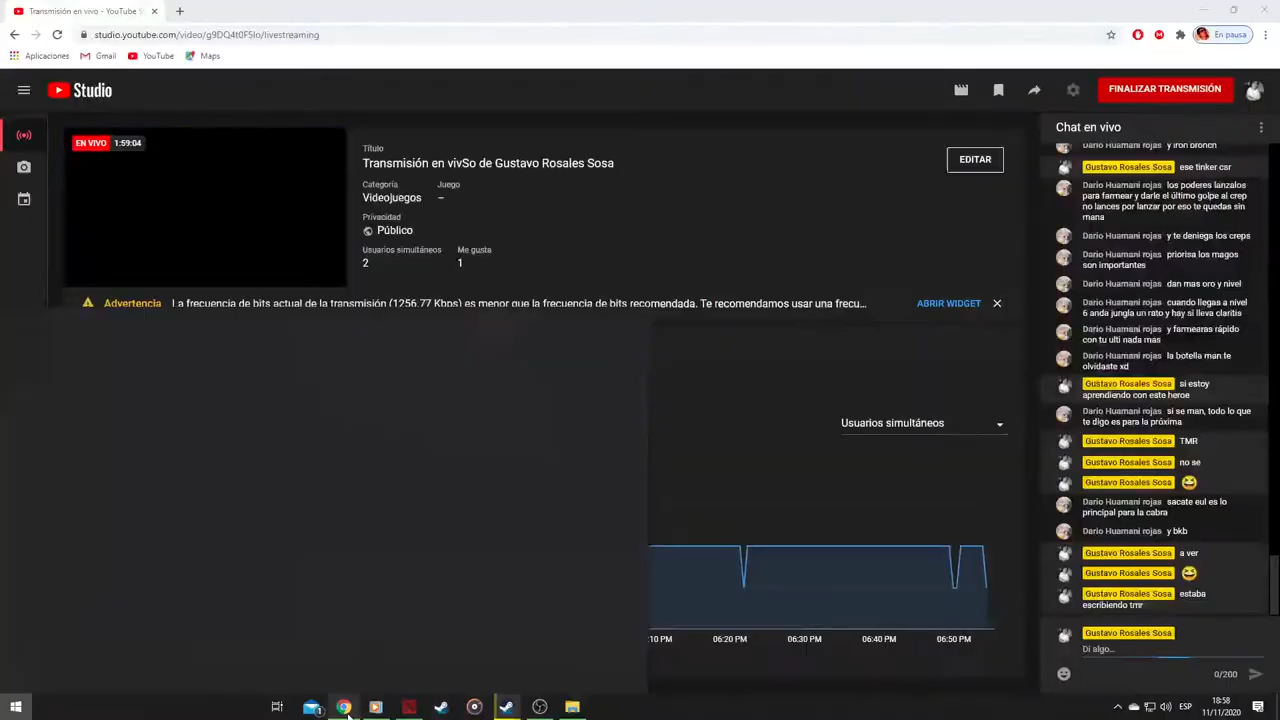 Transmisión en vivo - YouTube S
studio.youtube.com/video/g9DQ4t0FSIo/livestreaming
En pausa
Aplicaciones
Gmail
YouTube
Maps
Studio
FINALIZAR TRANSMISIÓN
EN VIVO 1:59:04
Título
Transmisión en vivSo de Gustavo Rosales Sosa
EDITAR
Categoría Juego
Videojuegos –
Privacidad
Público
Usuarios simultáneos Me gusta
2 1
Advertencia La frecuencia de bits actual de la transmisión (1256.77 Kbps) es menor que la frecuencia de bits recomendada. Te recomendamos usar una frecu... ABRIR WIDGET
Usuarios simultáneos
:10 PM 06:20 PM 06:30 PM 06:40 PM 06:50 PM
Chat en vivo
Dario Huamani rojas y iron bronch
Gustavo Rosales Sosa ese tinker csr
Dario Huamani rojas los poderes lanzalos
para farmear y darle el último golpe al crep
no lances por lanzar por eso te quedas sin
mana
Dario Huamani rojas y te deniega los creps
Dario Huamani rojas priorisa los magos
son importantes
Dario Huamani rojas dan mas oro y nivel
Dario Huamani rojas cuando llegas a nivel
6 anda jungla un rato y hay si lleva claritis
Dario Huamani rojas y farmearas rápido
con tu ulti nada mas
Dario Huamani rojas la botella man te
olvidaste xd
Gustavo Rosales Sosa si estoy
aprendiendo con este heroe
Dario Huamani rojas si se man, todo lo que
te digo es para la próxima
Gustavo Rosales Sosa TMR
Gustavo Rosales Sosa no se
Gustavo Rosales Sosa 😆
Dario Huamani rojas sacate eul es lo
principal para la cabra
Dario Huamani rojas y bkb
Gustavo Rosales Sosa a ver
Gustavo Rosales Sosa 😆
Gustavo Rosales Sosa estaba
escribiendo tmr
Gustavo Rosales Sosa
Di algo...
0/200
ESP
18:58
11/11/2020